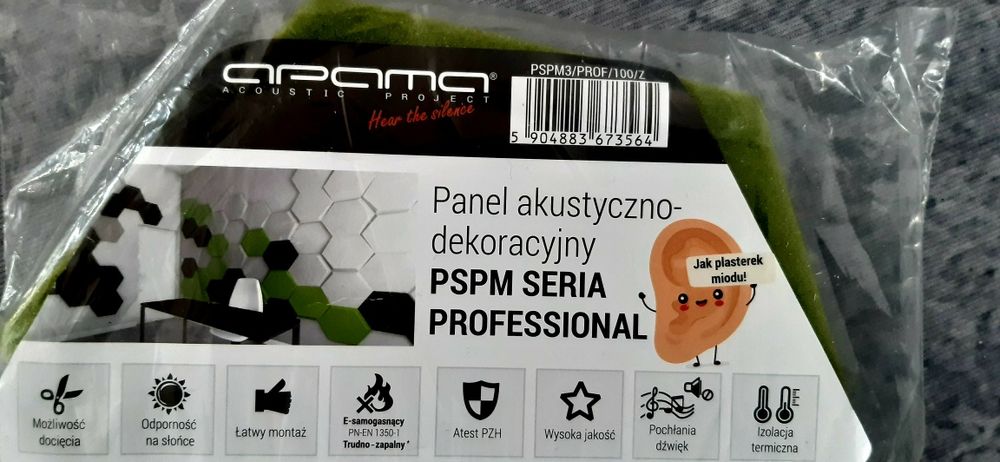 apama®
ACOUSTIC PROJECT
Hear the silence
PSPM3/PROF/100/Z
5 904883 673564
Panel akustyczno-
dekoracyjny
PSPM SERIA
PROFESSIONAL
Jak plasterek
miodu!
Możliwość
docięcia
Odporność
na słońce
Łatwy montaż
E-samogasnący
PN-EN 1350-1
Trudno-zapalny*
Atest PZH
Wysoka jakość
Pochłania
dźwięk
Izolacja
termiczna